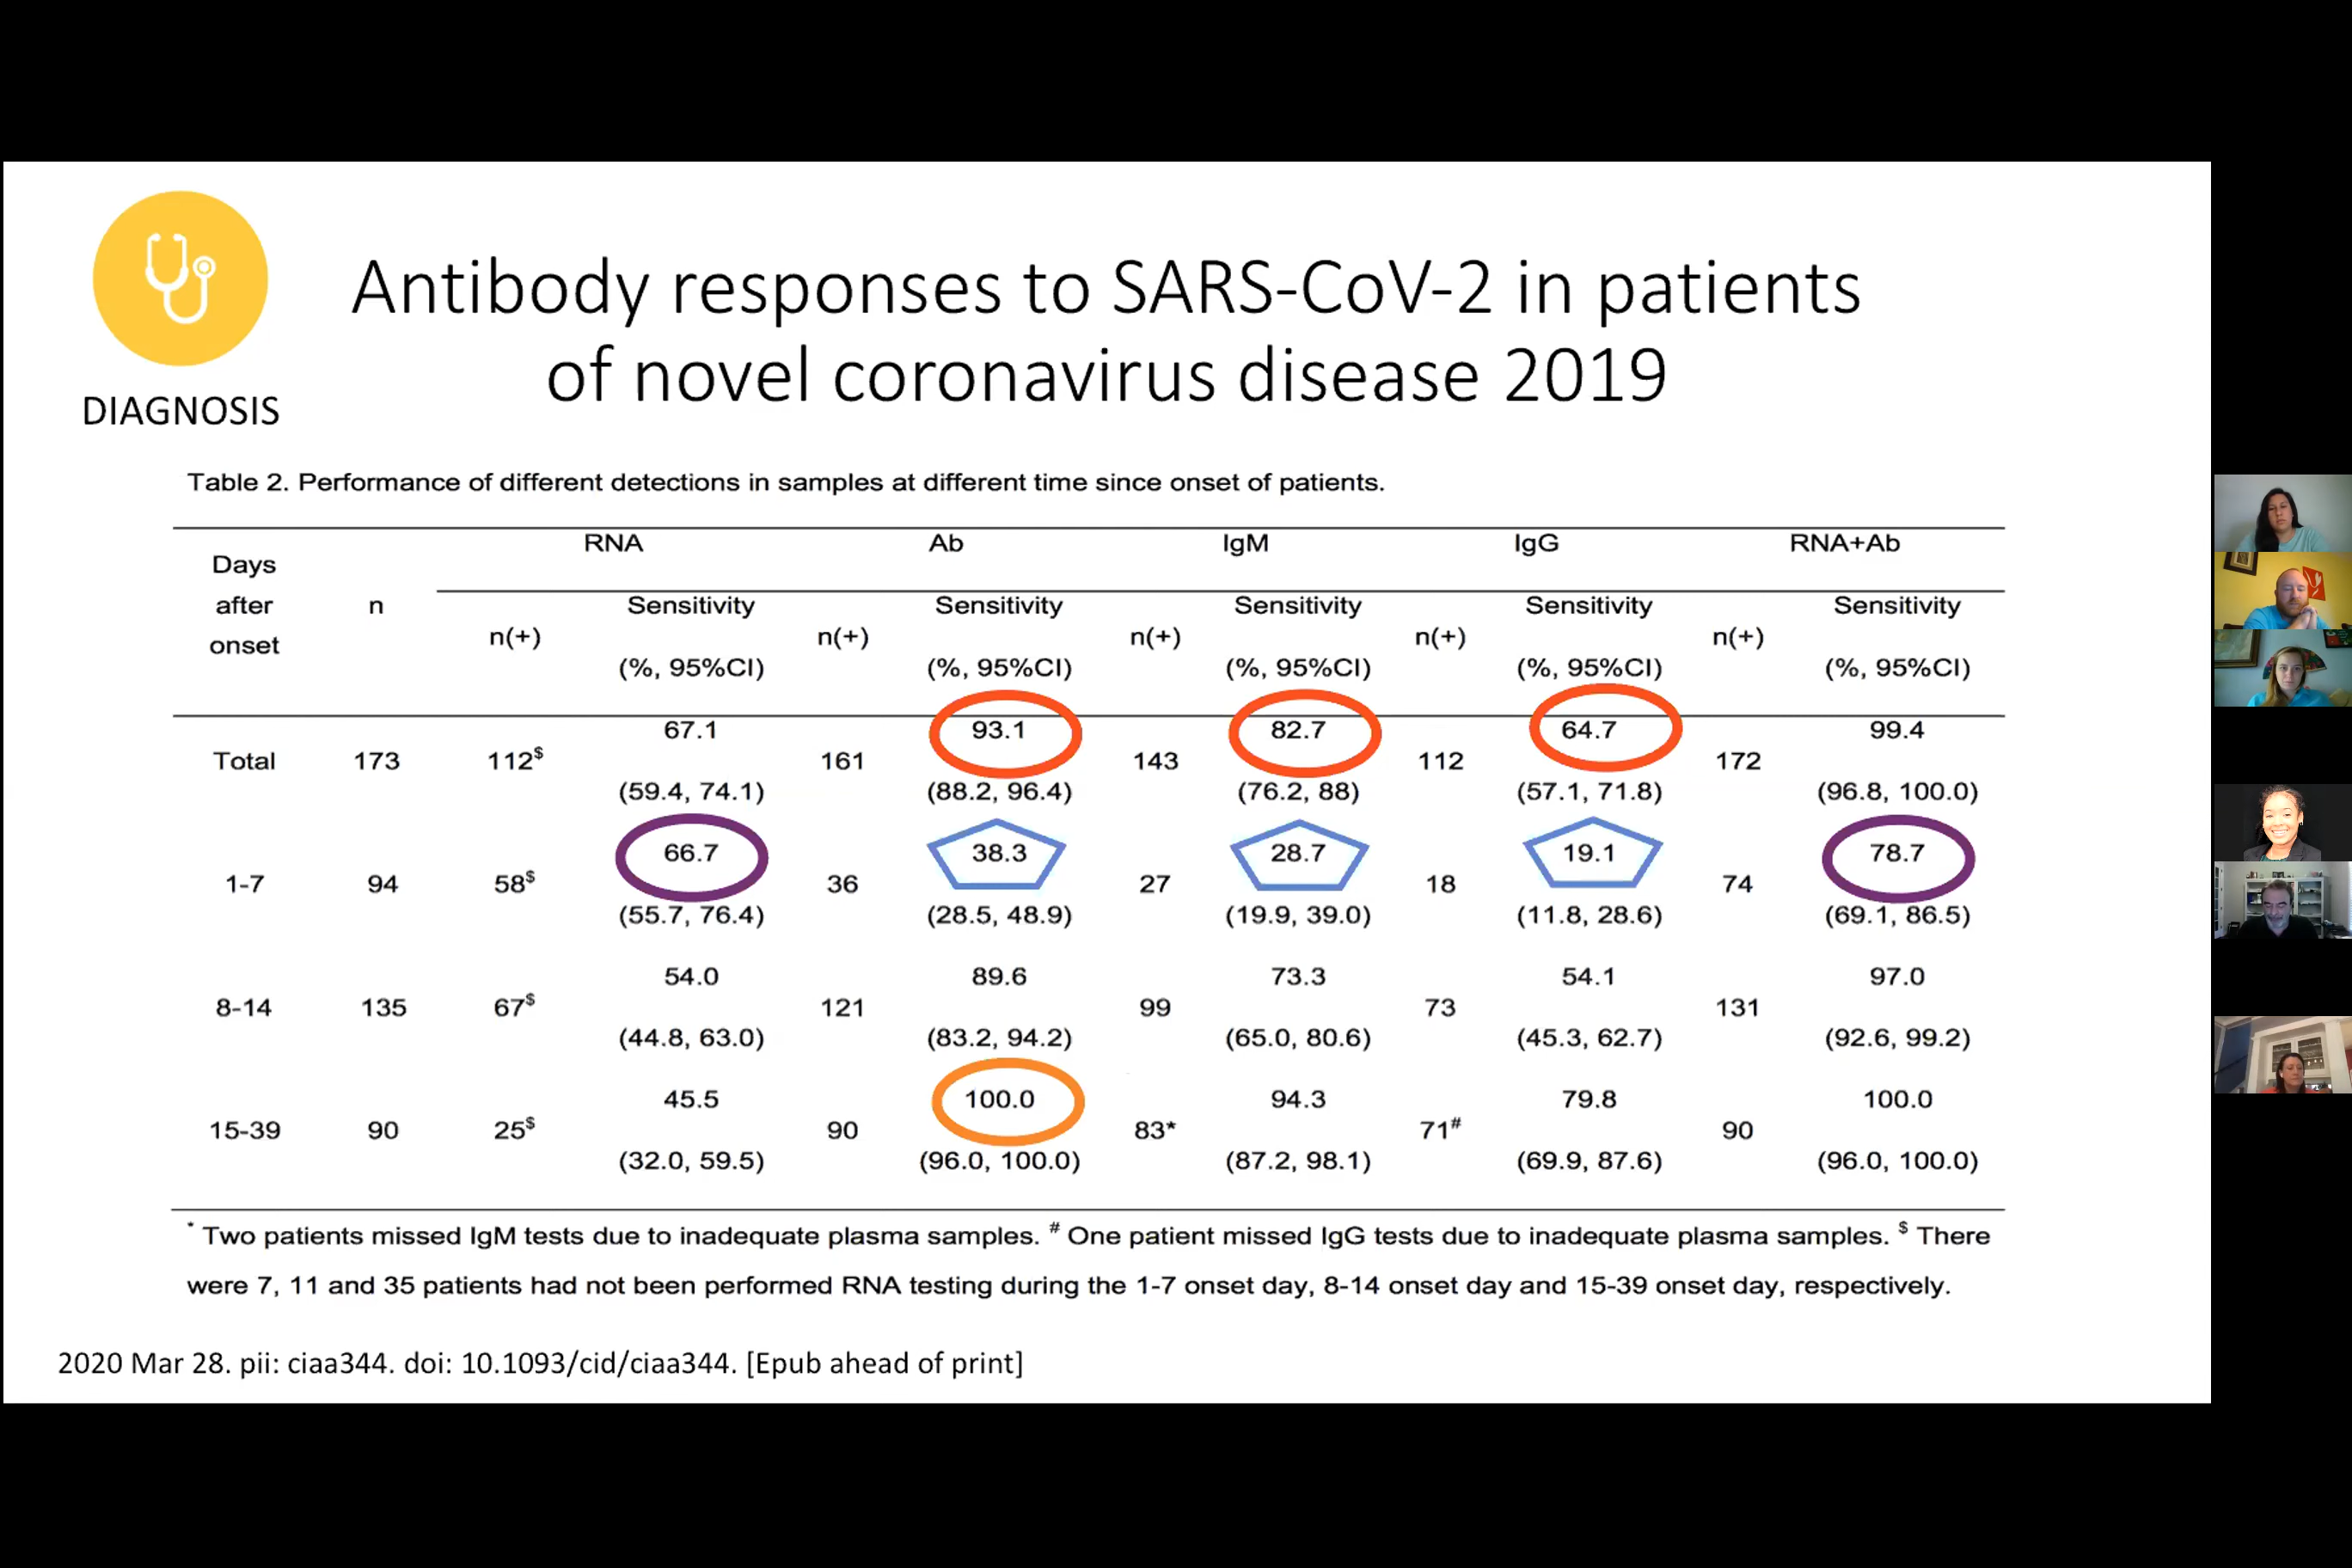 Antibody responses to SARS-CoV-2 in patients
of novel coronavirus disease 2019
DIAGNOSIS
Table 2. Performance of different detections in samples at different time since onset of patients.
RNA Ab IgM IgG RNA+Ab
Days
after
onset
n
Sensitivity Sensitivity Sensitivity Sensitivity Sensitivity
n(+) n(+) n(+) n(+) n(+)
(%, 95%CI) (%, 95%CI) (%, 95%CI) (%, 95%CI) (%, 95%CI)
67.1 93.1 82.7 64.7 99.4
Total 173 112$ 161 143 112 172
(59.4, 74.1) (88.2, 96.4) (76.2, 88) (57.1, 71.8) (96.8, 100.0)
66.7 38.3 28.7 19.1 78.7
1-7 94 58$ 36 27 18 74
(55.7, 76.4) (28.5, 48.9) (19.9, 39.0) (11.8, 28.6) (69.1, 86.5)
54.0 89.6 73.3 54.1 97.0
8-14 135 67$ 121 99 73 131
(44.8, 63.0) (83.2, 94.2) (65.0, 80.6) (45.3, 62.7) (92.6, 99.2)
45.5 100.0 94.3 79.8 100.0
15-39 90 25$ 90 83* 71# 90
(32.0, 59.5) (96.0, 100.0) (87.2, 98.1) (69.9, 87.6) (96.0, 100.0)
* Two patients missed IgM tests due to inadequate plasma samples. # One patient missed IgG tests due to inadequate plasma samples. $ There
were 7, 11 and 35 patients had not been performed RNA testing during the 1-7 onset day, 8-14 onset day and 15-39 onset day, respectively.
2020 Mar 28. pii: ciaa344. doi: 10.1093/cid/ciaa344. [Epub ahead of print]